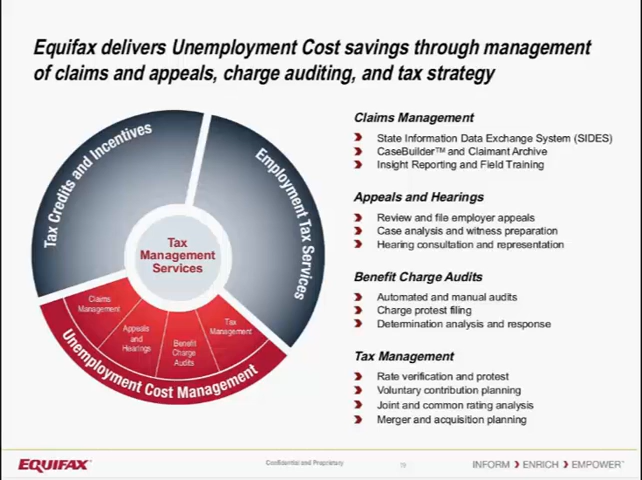 Equifax delivers Unemployment Cost savings through management
of claims and appeals, charge auditing, and tax strategy
Tax Credits and Incentives
Employment Tax Services
Tax
Management
Services
Claims
Management
Appeals
and
Hearings
Benefit
Charge
Audits
Tax
Management
Unemployment Cost Management
Claims Management
State Information Data Exchange System (SIDES)
CaseBuilder™ and Claimant Archive
Insight Reporting and Field Training
Appeals and Hearings
Review and file employer appeals
Case analysis and witness preparation
Hearing consultation and representation
Benefit Charge Audits
Automated and manual audits
Charge protest filing
Determination analysis and response
Tax Management
Rate verification and protest
Voluntary contribution planning
Joint and common rating analysis
Merger and acquisition planning
EQUIFAX
Confidential and Proprietary
INFORM ❯ ENRICH ❯ EMPOWER™